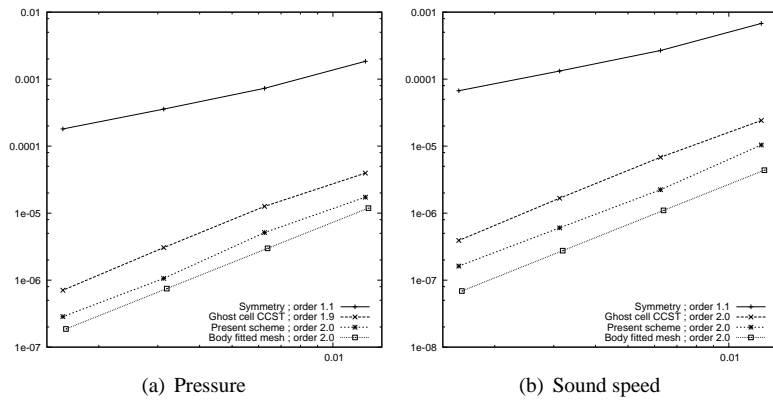 0.01
0.001
0.0001
1e-05
1e-06
1e-07
0.01
Symmetry ; order 1.1
Ghost cell CCST ; order 1.9
Present scheme ; order 2.0
Body fitted mesh ; order 2.0
(a) Pressure
0.001
0.0001
1e-05
1e-06
1e-07
1e-08
0.01
Symmetry ; order 1.1
Ghost cell CCST ; order 2.0
Present scheme ; order 2.0
Body fitted mesh ; order 2.0
(b) Sound speed